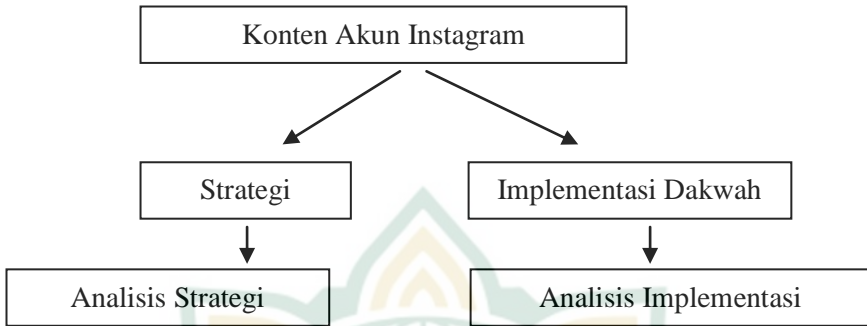 Konten Akun Instagram
Strategi
Implementasi Dakwah
Analisis Strategi
Analisis Implementasi